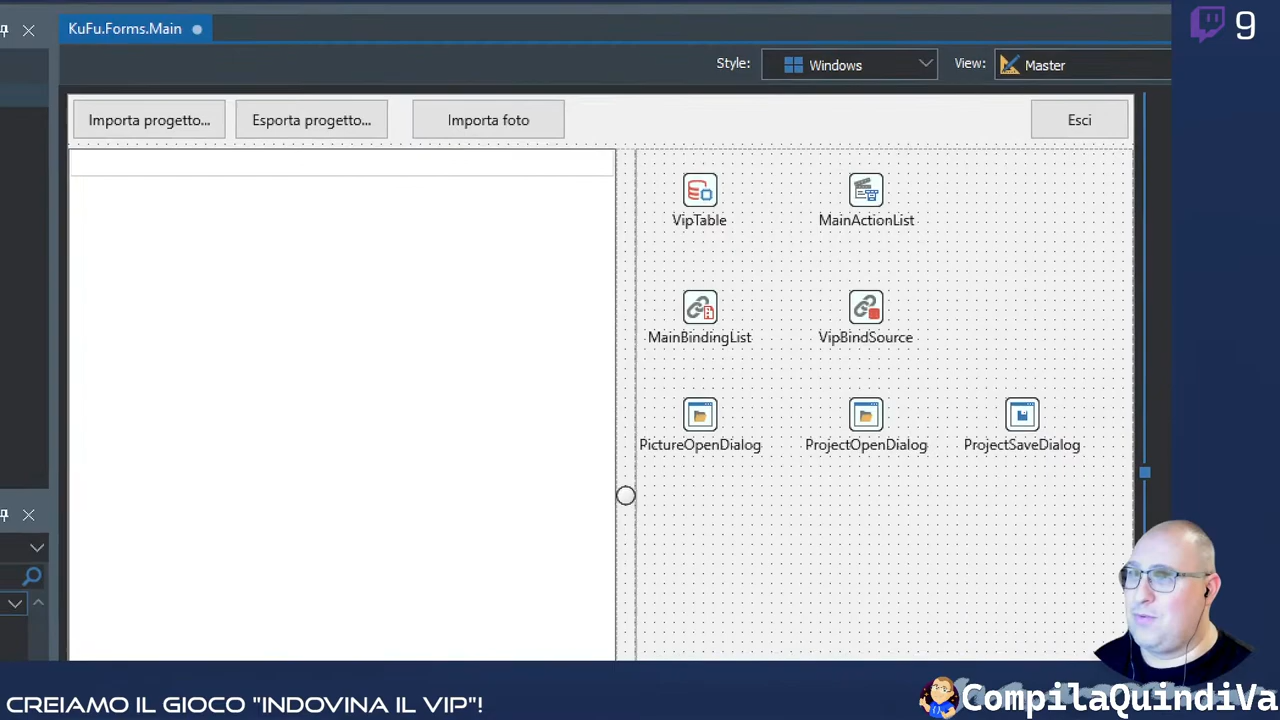 KuFu.Forms.Main
9
Style:
Windows
View:
Master
Importa progetto...
Esporta progetto...
Importa foto
Esci
VipTable
MainActionList
MainBindingList
VipBindSource
PictureOpenDialog
ProjectOpenDialog
ProjectSaveDialog
CREIAMO IL GIOCO "INDOVINA IL VIP"!
CompilaQuindiVa